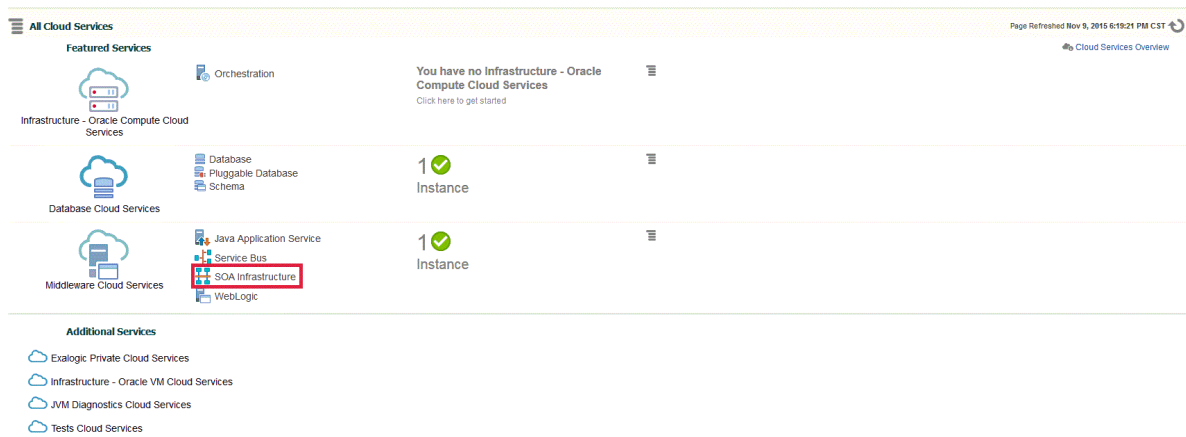 All Cloud Services
Page Refreshed Nov 9, 2015 6:19:21 PM CST
Featured Services
Cloud Services Overview
Infrastructure - Oracle Compute Cloud
Services
Orchestration
You have no Infrastructure - Oracle
Compute Cloud Services
Click here to get started
Database Cloud Services
Database
Pluggable Database
Schema
1
Instance
Middleware Cloud Services
Java Application Service
Service Bus
SOA Infrastructure
WebLogic
1
Instance
Additional Services
Exalogic Private Cloud Services
Infrastructure - Oracle VM Cloud Services
JVM Diagnostics Cloud Services
Tests Cloud Services